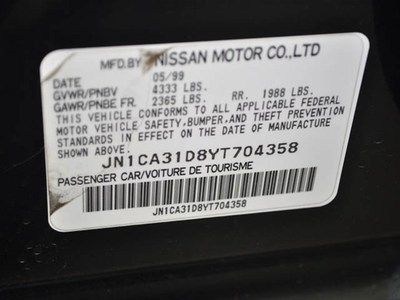 MFD.BY NISSAN MOTOR CO.,LTD
DATE 05/99
GVWR/PNBV 4333 LBS.
GAWR/PNBE FR. 2365 LBS. RR. 1988 LBS.
THIS VEHICLE CONFORMS TO ALL APPLICABLE FEDERAL
MOTOR VEHICLE SAFETY,BUMPER,AND THEFT PREVENTION
STANDARDS IN EFFECT ON THE DATE OF MANUFACTURE
SHOWN ABOVE.
JN1CA31D8YT704358
PASSENGER CAR/VOITURE DE TOURISME
JN1CA31D8YT704358